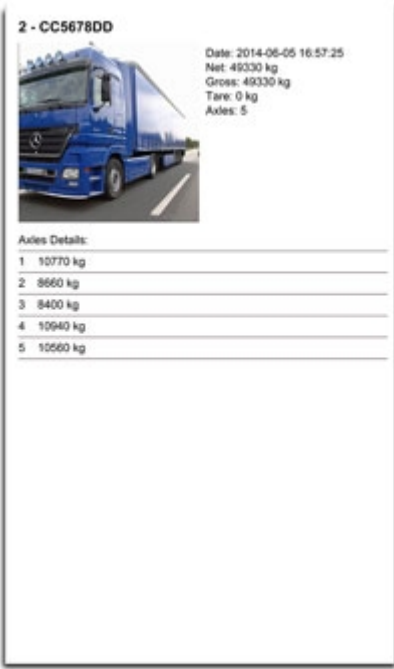 2 - CC5678DD
Date: 2014-06-05 16:57:25
Net: 49330 kg
Gross: 49330 kg
Tare: 0 kg
Axles: 5
Axles Details:
1 10770 kg
2 8660 kg
3 8400 kg
4 10940 kg
5 10560 kg